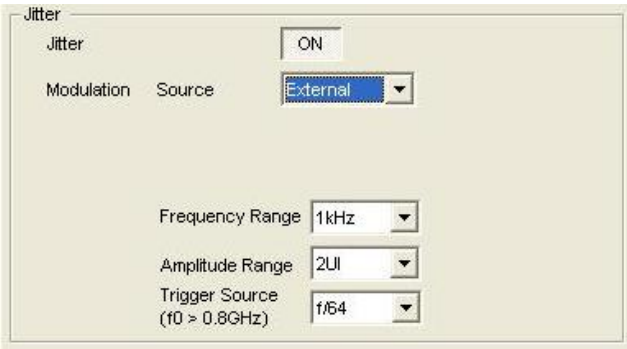 Jitter
Jitter ON
Modulation Source External
Frequency Range 1kHz
Amplitude Range 2UI
Trigger Source
(f0 > 0.8GHz) f/64